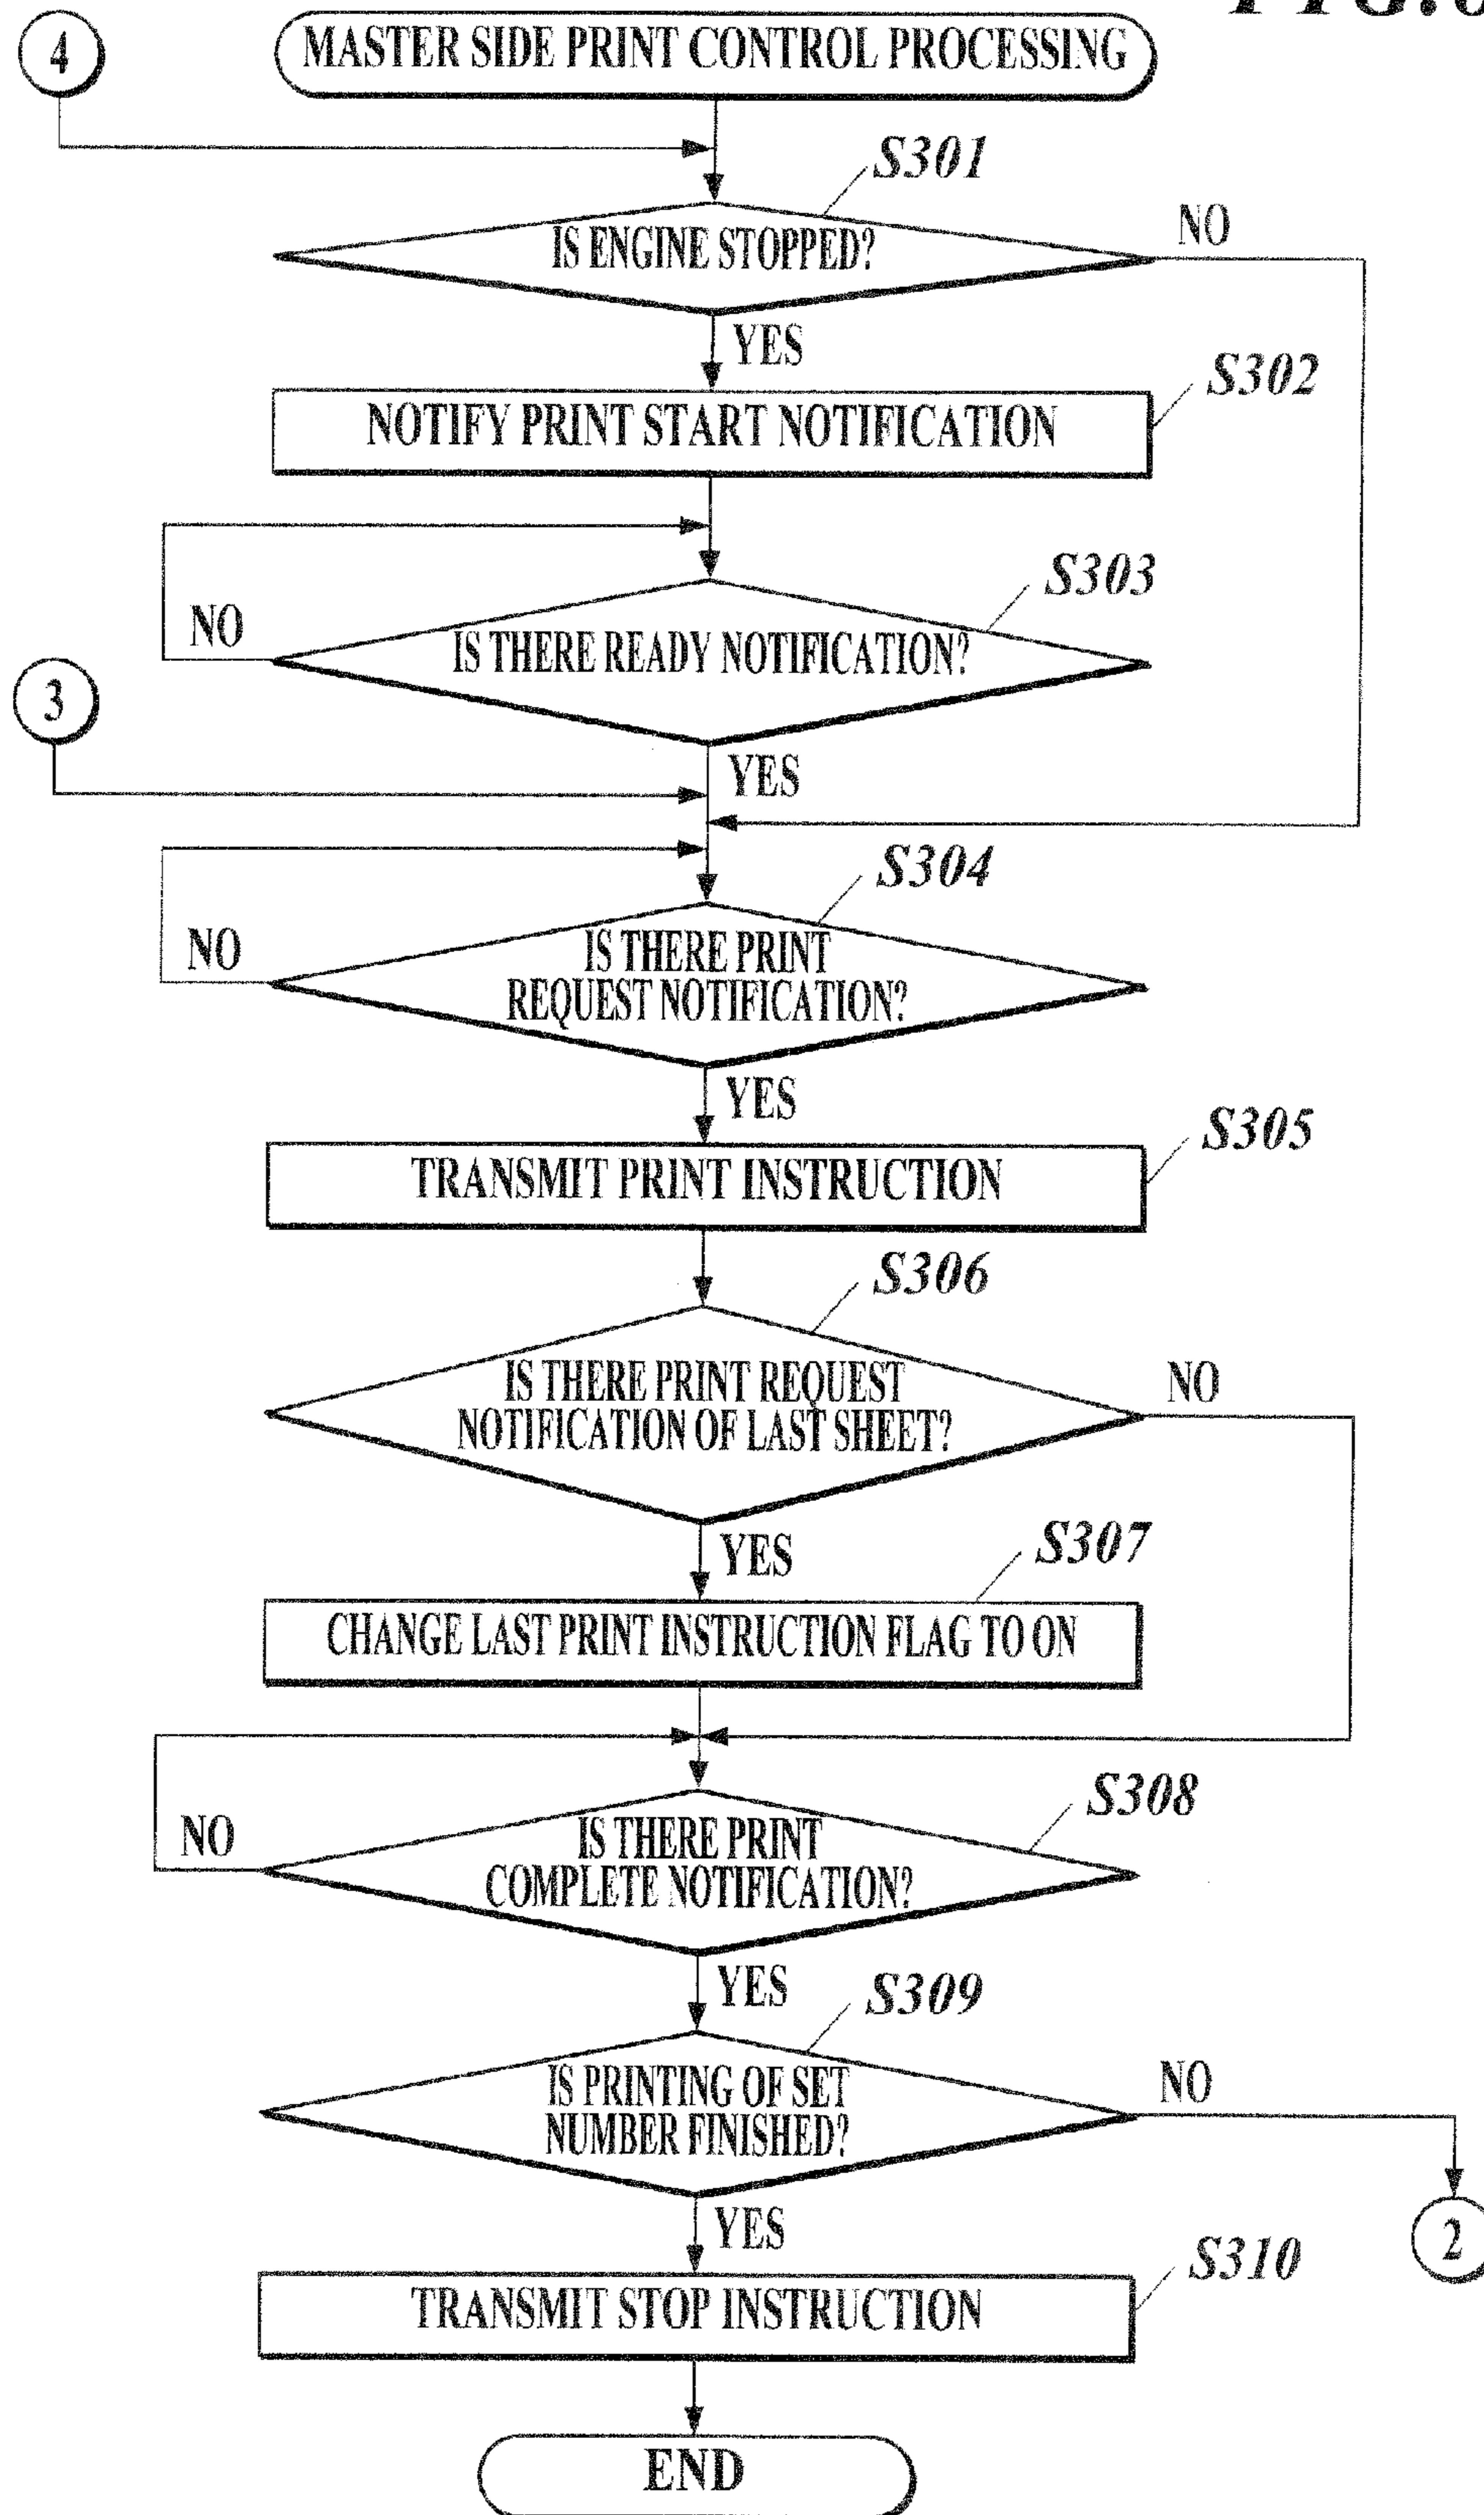 4
MASTER SIDE PRINT CONTROL PROCESSING
S301
IS ENGINE STOPPED?
NO
YES
S302
NOTIFY PRINT START NOTIFICATION
S303
NO
IS THERE READY NOTIFICATION?
3
YES
S304
NO
IS THERE PRINT
REQUEST NOTIFICATION?
YES
S305
TRANSMIT PRINT INSTRUCTION
S306
IS THERE PRINT REQUEST
NOTIFICATION OF LAST SHEET?
NO
YES
S307
CHANGE LAST PRINT INSTRUCTION FLAG TO ON
S308
NO
IS THERE PRINT
COMPLETE NOTIFICATION?
YES
S309
IS PRINTING OF SET
NUMBER FINISHED?
NO
YES
2
S310
TRANSMIT STOP INSTRUCTION
END